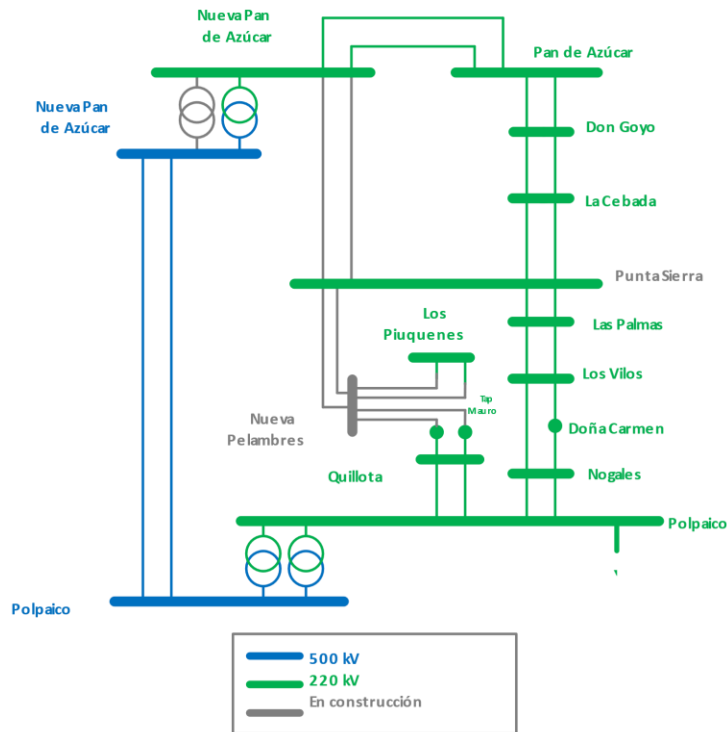 Nueva Pan
de Azúcar
Pan de Azúcar
Nueva Pan
de Azúcar
Don Goyo
La Cebada
Punta Sierra
Los
Piuquenes
Las Palmas
Los Vilos
Tap
Mauro
Nueva
Pelambres
Doña Carmen
Quillota
Nogales
Polpaico
Polpaico
500 kV
220 kV
En construcción